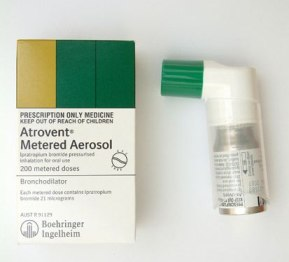 PRESCRIPTION ONLY MEDICINE
KEEP OUT OF REACH OF CHILDREN
Atrovent®
Metered Aerosol
Ipratropium bromide pressurised
inhalation for oral use
200 metered doses
Bronchodilator
Each metered dose contains Ipratropium
bromide 21 micrograms
AUST R 91129
Boehringer
Ingelheim